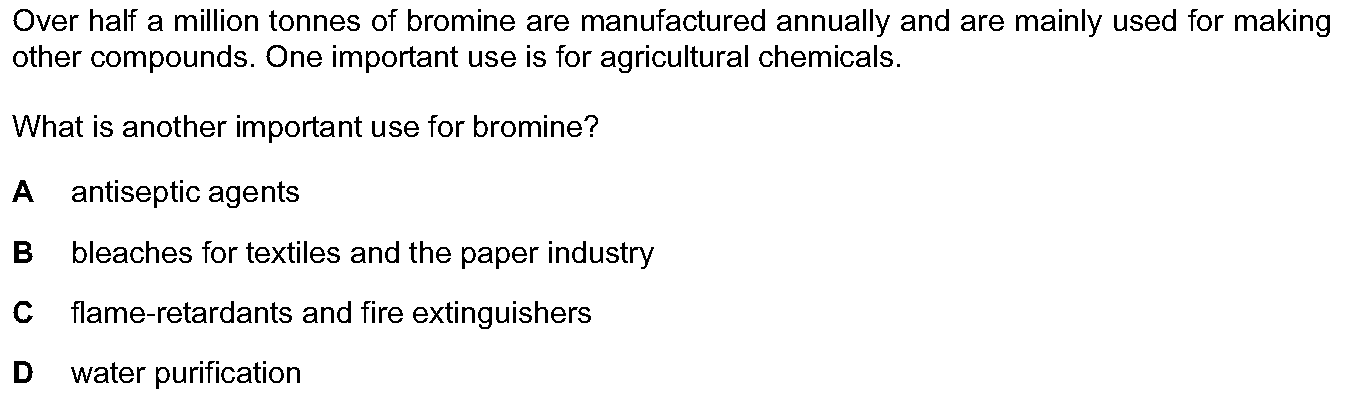 Over half a million tonnes of bromine are manufactured annually and are mainly used for making
other compounds. One important use is for agricultural chemicals.
What is another important use for bromine?
A antiseptic agents
B bleaches for textiles and the paper industry
C flame-retardants and fire extinguishers
D water purification